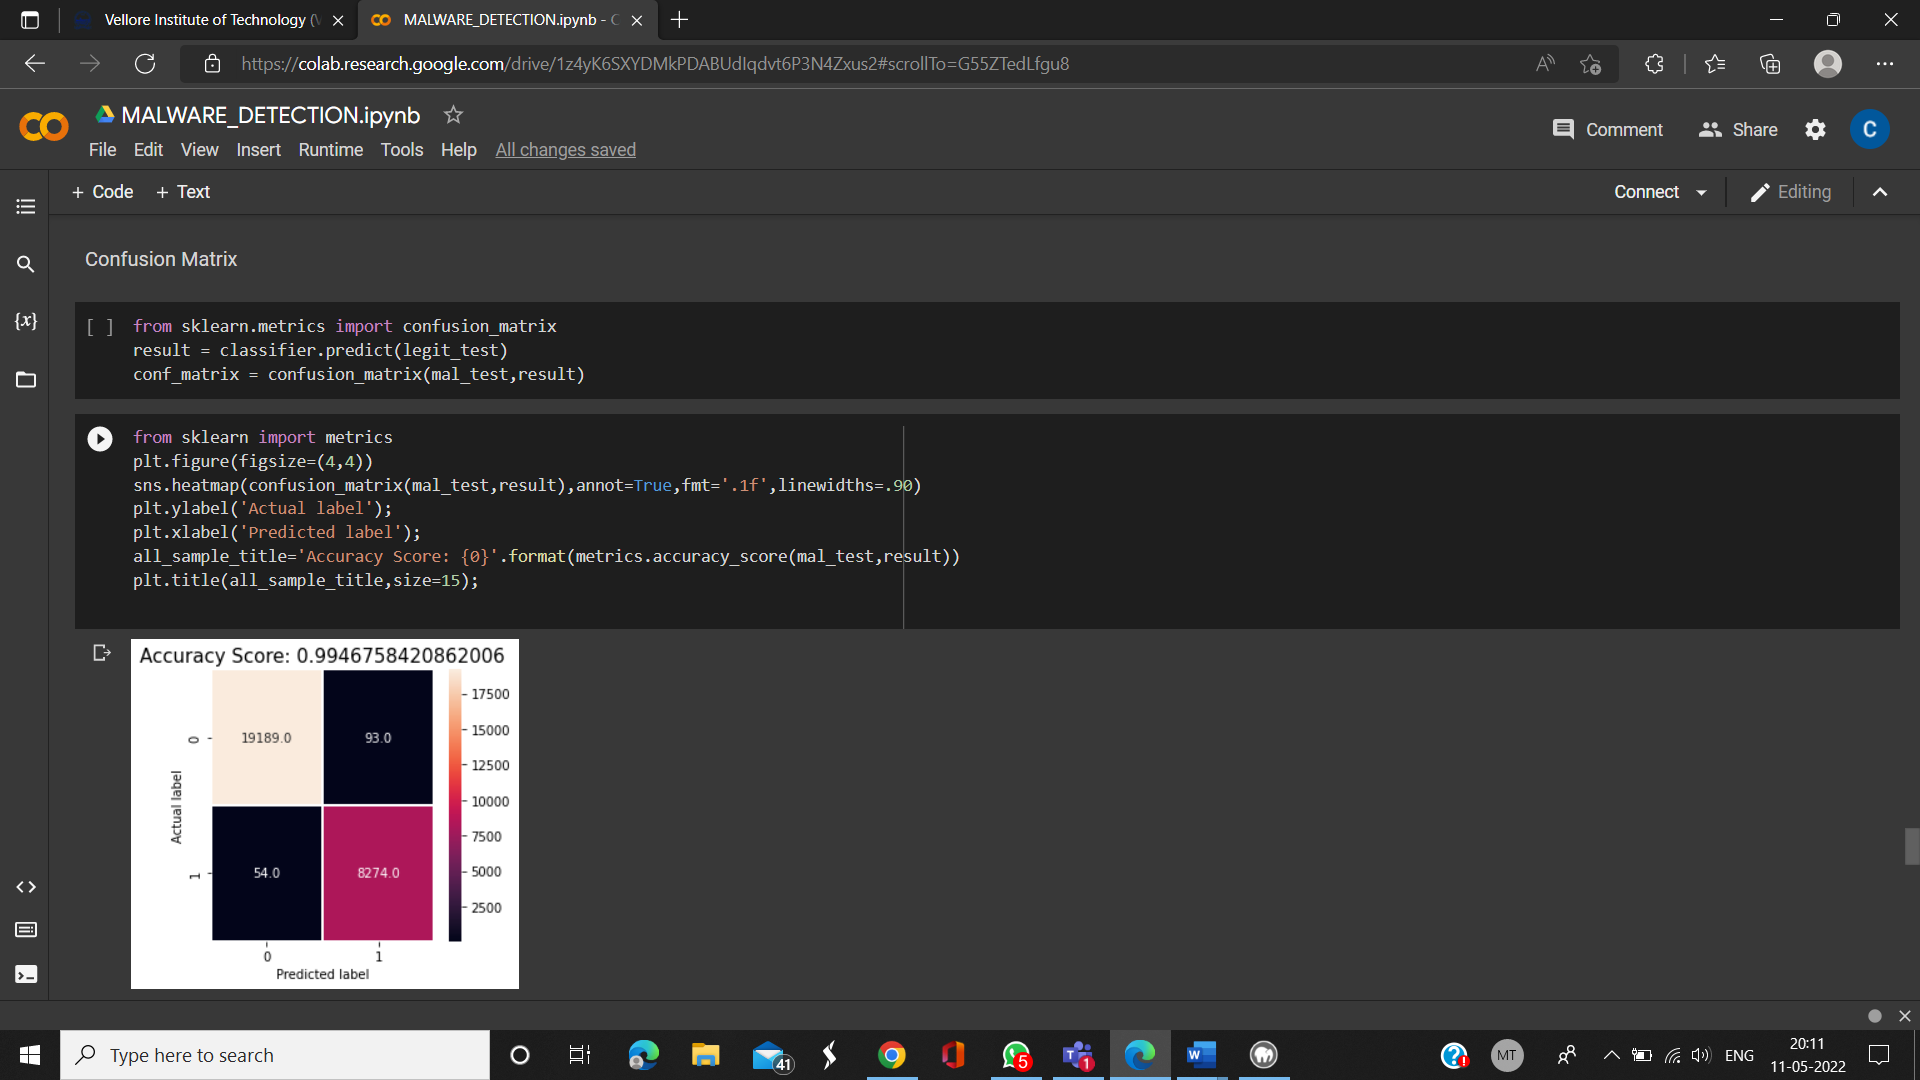 Vellore Institute of Technology (V
MALWARE_DETECTION.ipynb - C
https://colab.research.google.com/drive/1z4yK6SXYDMkPDABUdIqdvt6P3N4Zxus2#scrollTo=G55ZTedLfgu8
MALWARE_DETECTION.ipynb
Comment
Share
C
File Edit View Insert Runtime Tools Help All changes saved
+ Code + Text
Connect
Editing
Confusion Matrix
[ ] from sklearn.metrics import confusion_matrix
result = classifier.predict(legit_test)
conf_matrix = confusion_matrix(mal_test,result)
from sklearn import metrics
plt.figure(figsize=(4,4))
sns.heatmap(confusion_matrix(mal_test,result),annot=True,fmt='.1f',linewidths=.90)
plt.ylabel('Actual label');
plt.xlabel('Predicted label');
all_sample_title='Accuracy Score: {0}'.format(metrics.accuracy_score(mal_test,result))
plt.title(all_sample_title,size=15);
Accuracy Score: 0.9946758420862006
17500
15000
12500
10000
7500
5000
2500
0
19189.0 93.0
Actual label
1
54.0 8274.0
0 1
Predicted label
Type here to search
41
5
1
W
MT
ENG
20:11
11-05-2022